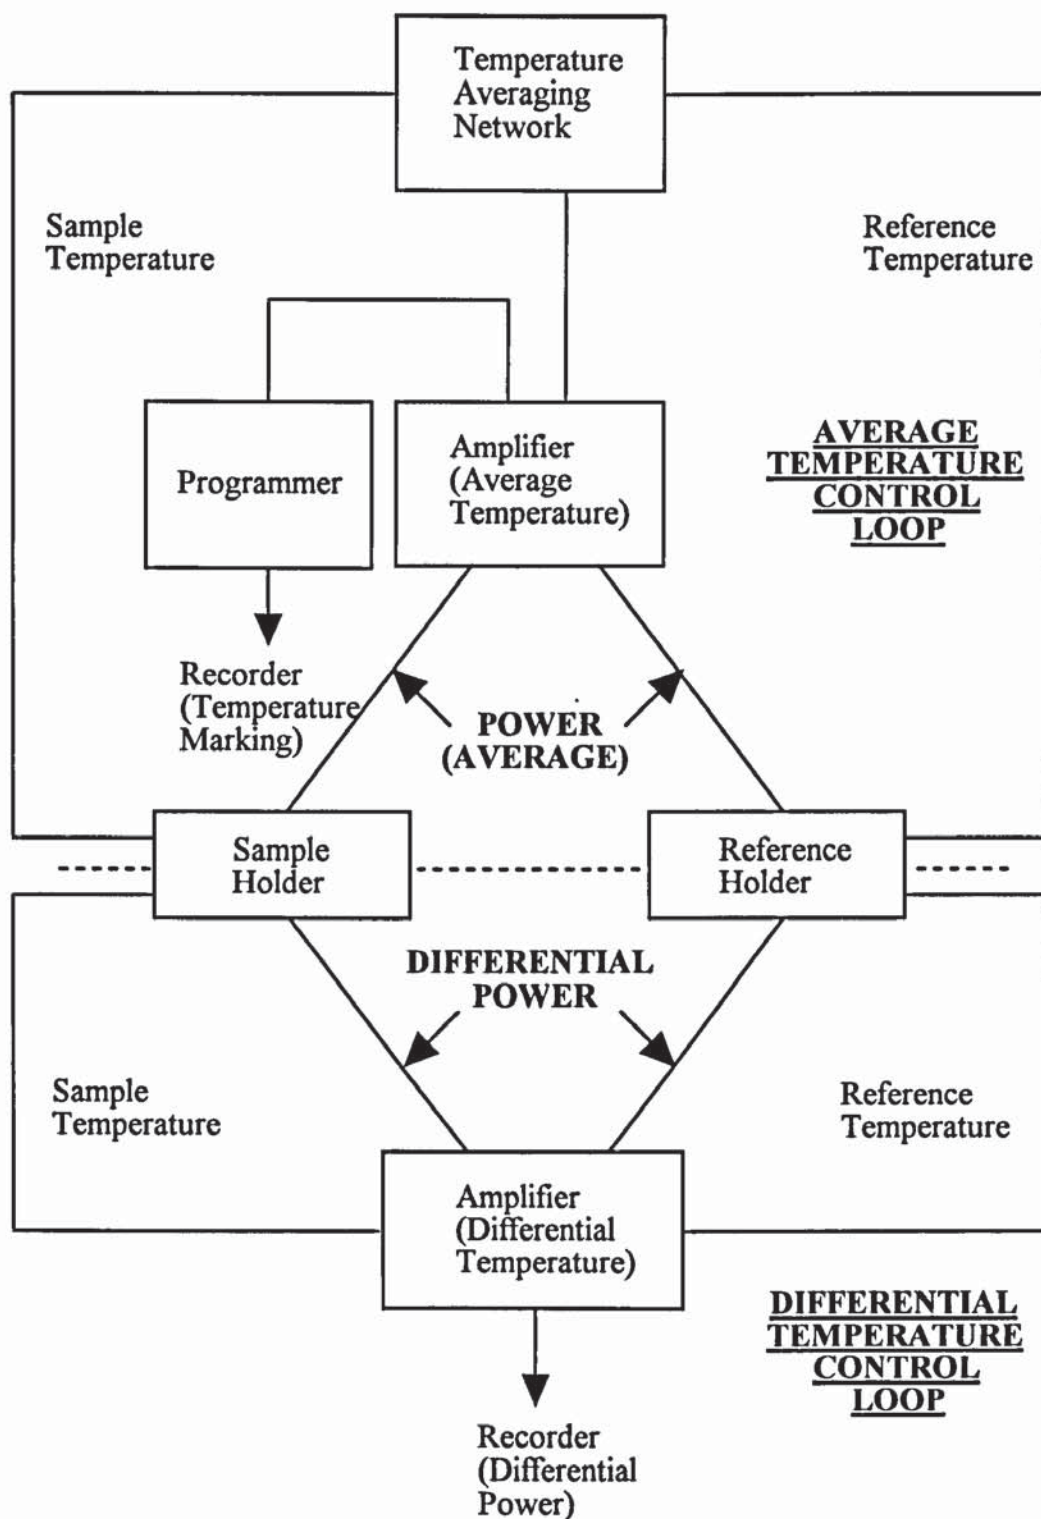 Temperature
Averaging
Network
Sample
Temperature
Reference
Temperature
Programmer
Amplifier
(Average
Temperature)
AVERAGE
TEMPERATURE
CONTROL
LOOP
Recorder
(Temperature
Marking)
POWER
(AVERAGE)
Sample
Holder
Reference
Holder
DIFFERENTIAL
POWER
Sample
Temperature
Reference
Temperature
Amplifier
(Differential
Temperature)
DIFFERENTIAL
TEMPERATURE
CONTROL
LOOP
Recorder
(Differential
Power)